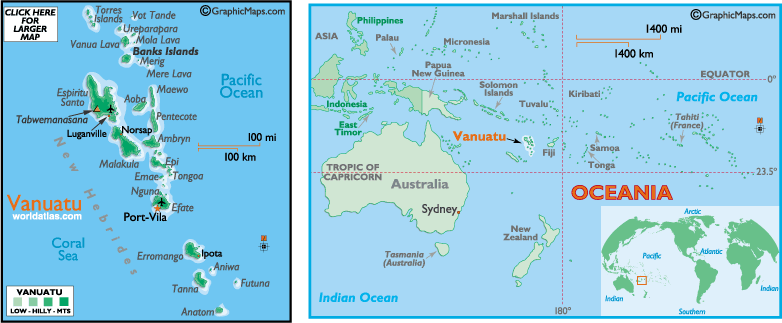 CLICK HERE
FOR
LARGER
MAP
©GraphicMaps.com
Torres
Islands
Vot Tande
Ureparapara
Mola Lava
Vanua Lava
Banks Islands
Merig
Mere Lava
Pacific
Ocean
Espiritu
Santo
Maewo
Aoba
Tabwemanasana
Pentecote
Luganville
Norsap
Ambryn
100 mi
100 km
Malakula
Epi
Tongoa
Emae
Nguna
New Hebrides
Vanuatu
worldatlas.com
Port-Vila
Efate
Coral
Sea
Erromango
Ipota
Aniwa
Tanna
Futuna
Anatom
VANUATU
LOW - HILLY - MTS
©GraphicMaps.com
Philippines
Marshall Islands
1400 mi
1400 km
ASIA
Palau
Micronesia
EQUATOR
0°
Papua
New Guinea
Solomon
Islands
Kiribati
Pacific Ocean
Indonesia
Tuvalu
East
Timor
Tahiti
(France)
Vanuatu
Fiji
Samoa
Tonga
TROPIC OF
CAPRICORN
23.5°
Australia
OCEANIA
Sydney
New
Zealand
Tasmania
(Australia)
Indian Ocean
180°
Arctic
Pacific
Atlantic
Indian
Indian
Southern